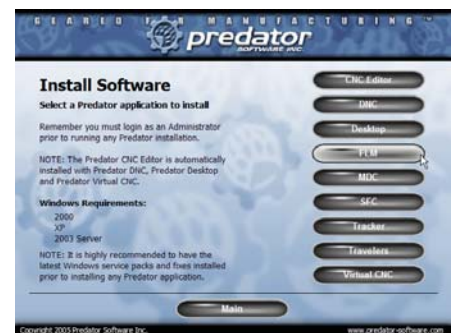 GEARED FOR MANUFACTURING
predator
SOFTWARE INC
Install Software
Select a Predator application to install
Remember you must login as an Administrator
prior to running any Predator installation.
NOTE: The Predator CNC Editor is automatically
installed with Predator DNC, Predator Desktop
and Predator Virtual CNC.
Windows Requirements:
2000
XP
2003 Server
NOTE: It is highly recommended to have the
latest Windows service packs and fixes installed
prior to installing any Predator application.
CNC Editor
DNC
Desktop
FLM
MDC
SFC
Tracker
Travelers
Virtual CNC
Main
Copyright 2005 Predator Software Inc.
www.predator-software.com